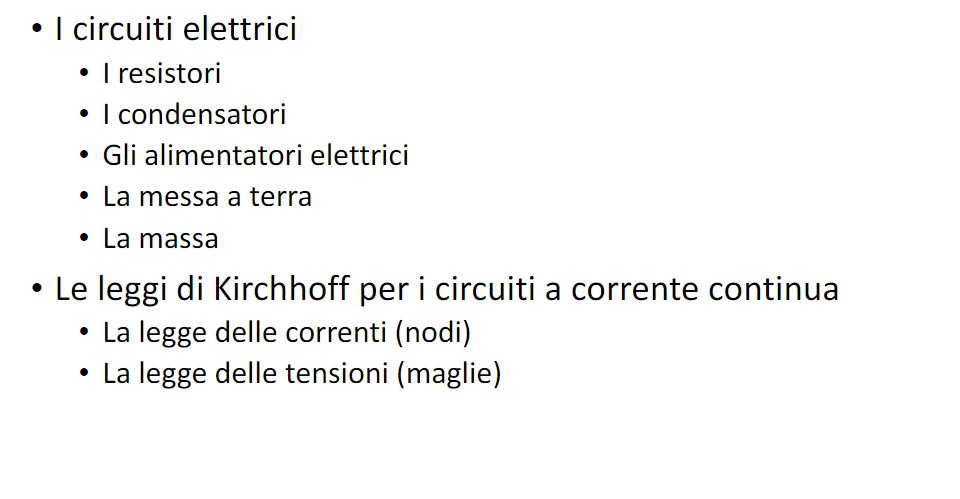 • I circuiti elettrici
• I resistori
• I condensatori
• Gli alimentatori elettrici
• La messa a terra
• La massa
• Le leggi di Kirchhoff per i circuiti a corrente continua
• La legge delle correnti (nodi)
• La legge delle tensioni (maglie)